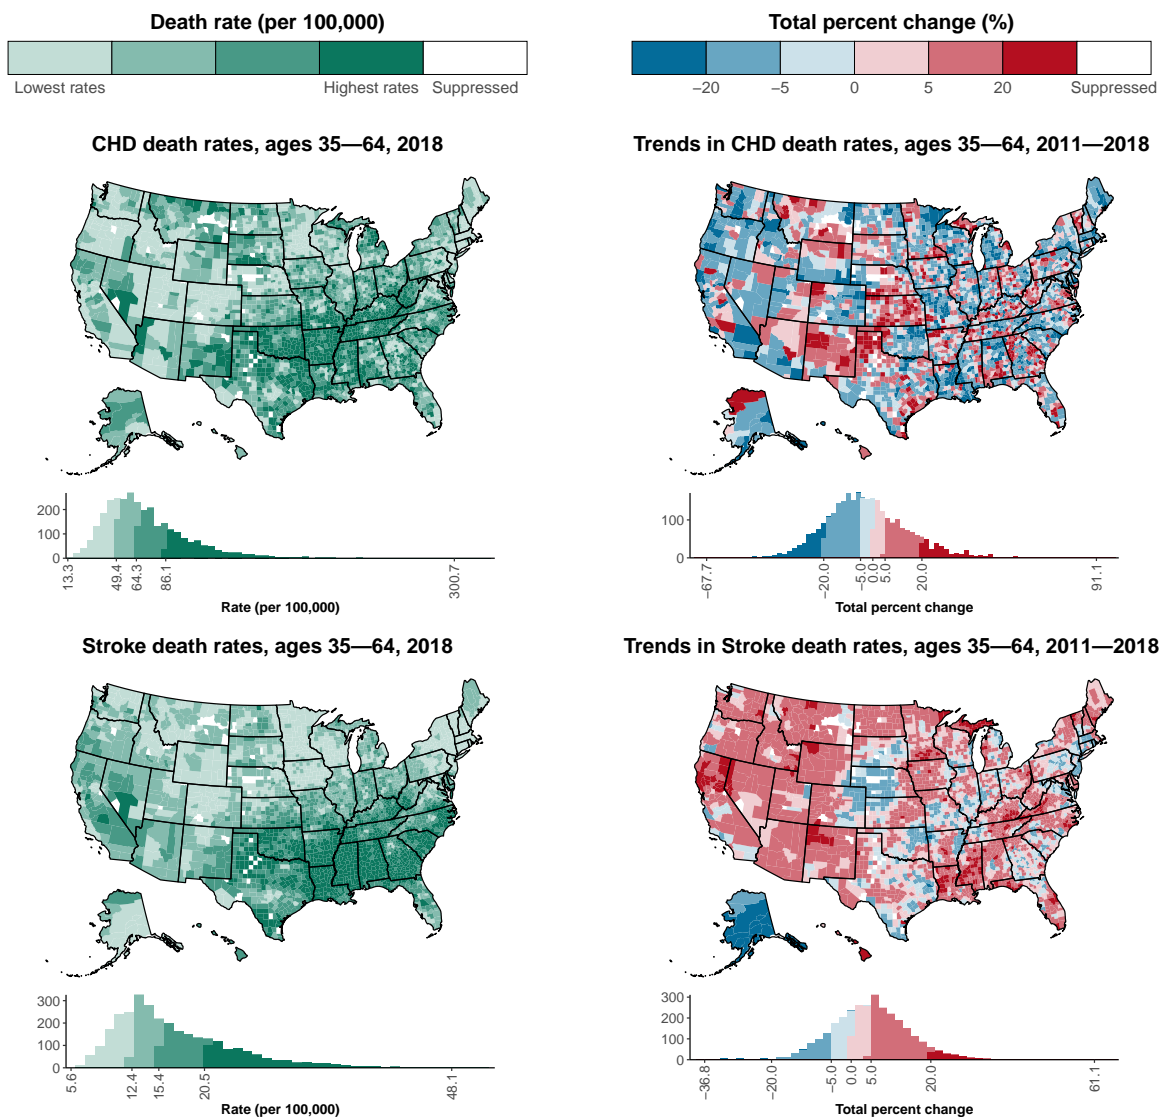 Death rate (per 100,000)
Lowest rates Highest rates Suppressed
Total percent change (%)
−20 −5 0 5 20 Suppressed
CHD death rates, ages 35—64, 2018
200
100
0
13.3 49.4 64.3 86.1 300.7
Rate (per 100,000)
Trends in CHD death rates, ages 35—64, 2011—2018
100
0
−67.7 −20.0 −5.0 0.0 5.0 20.0 91.1
Total percent change
Stroke death rates, ages 35—64, 2018
300
200
100
0
5.6 12.4 15.4 20.5 48.1
Rate (per 100,000)
Trends in Stroke death rates, ages 35—64, 2011—2018
300
200
100
0
−36.8 −20.0 −5.0 0.0 5.0 20.0 61.1
Total percent change